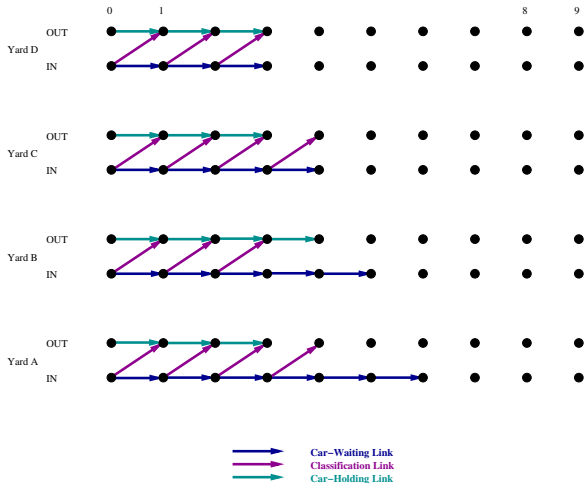 0 1 8 9
OUT
Yard D
IN
OUT
Yard C
IN
OUT
Yard B
IN
OUT
Yard A
IN
Car-Waiting Link
Classification Link
Car-Holding Link